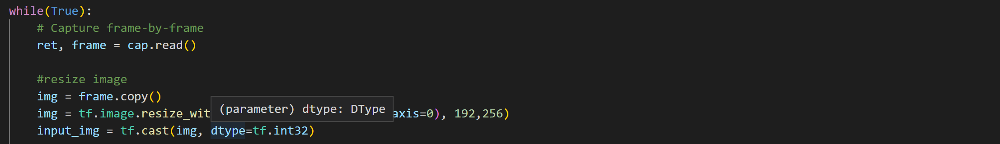 while(True):
# Capture frame-by-frame
ret, frame = cap.read()
#resize image
img = frame.copy()
(parameter) dtype: DType
img = tf.image.resize_wit axis=0), 192,256)
input_img = tf.cast(img, dtype=tf.int32)